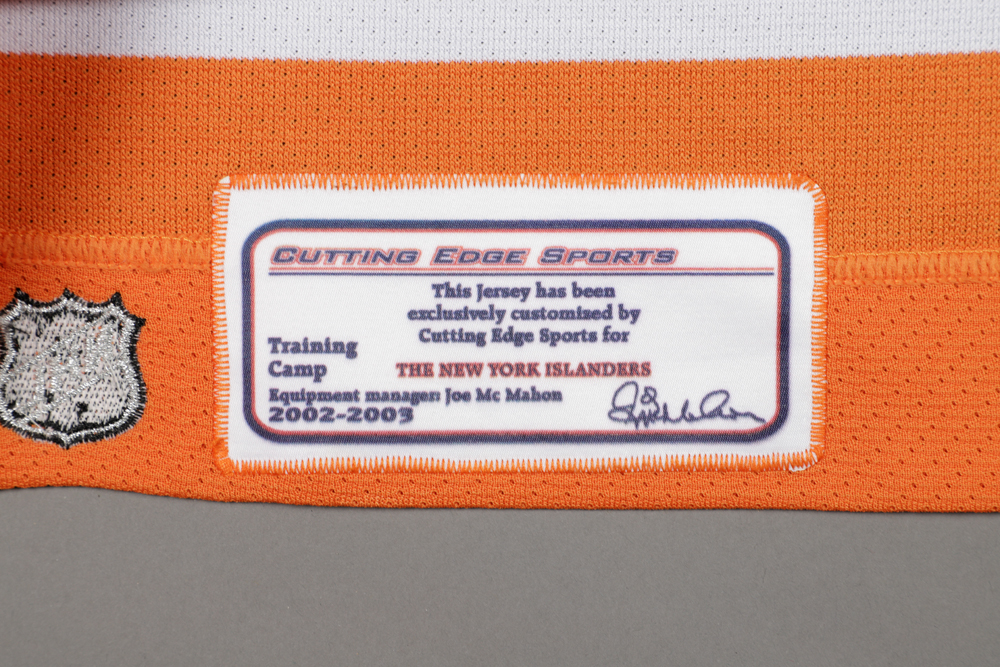 CUTTING EDGE SPORTS
This Jersey has been
exclusively customized by
Cutting Edge Sports for
Training
Camp
THE NEW YORK ISLANDERS
Equipment manager: Joe Mc Mahon
2002-2003